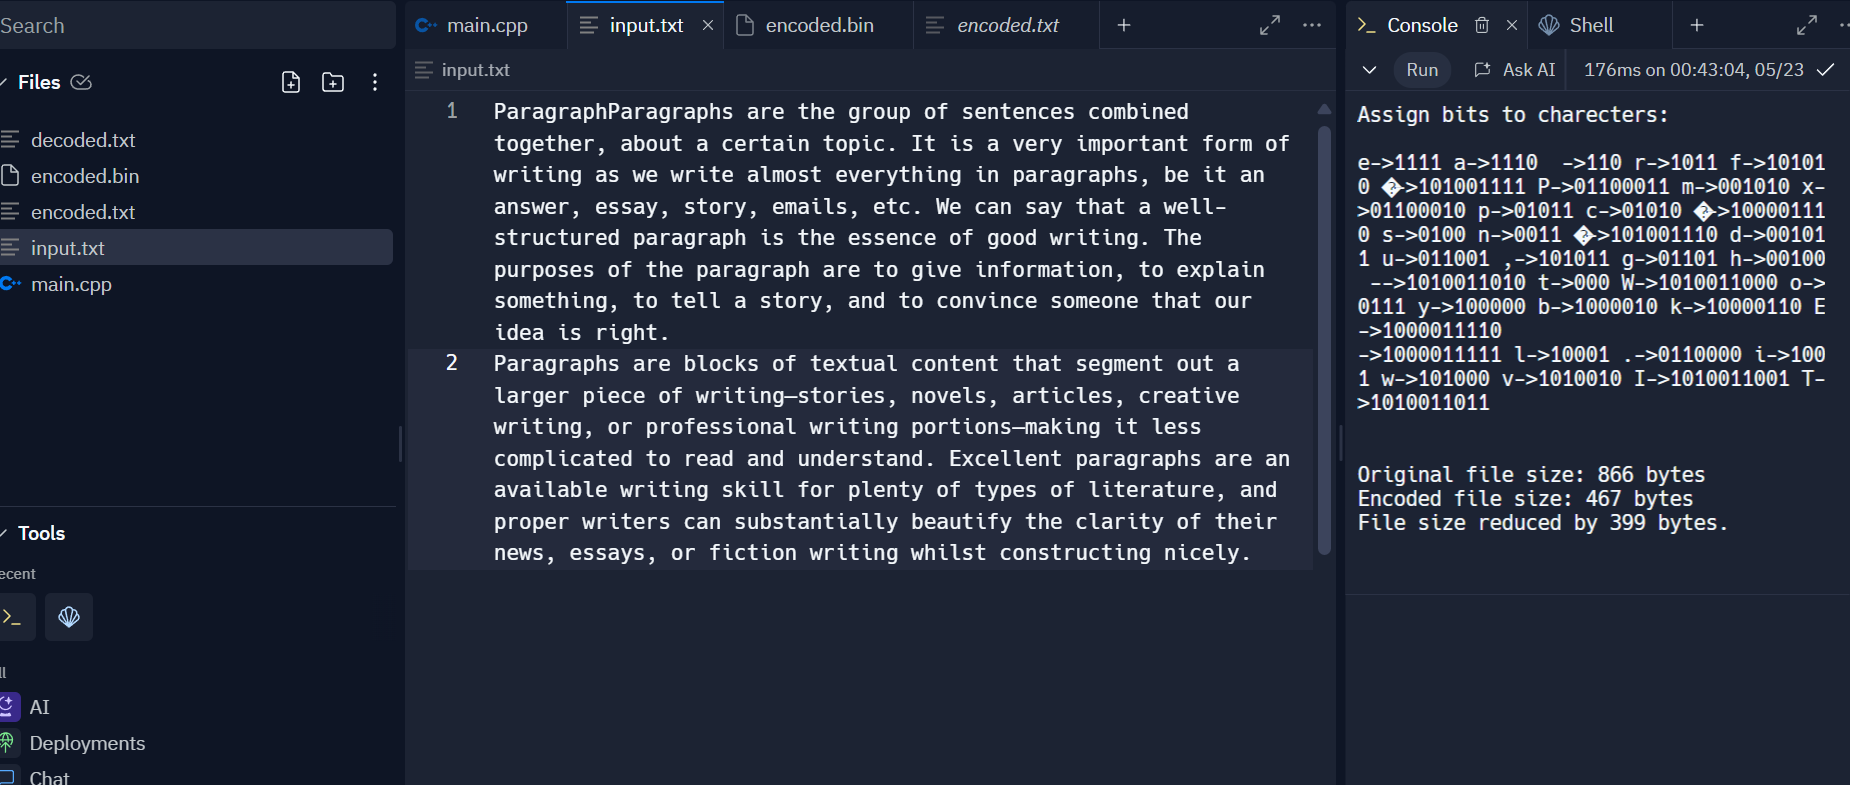 Search
Files
decoded.txt
encoded.bin
encoded.txt
input.txt
main.cpp
Tools
ecent
ll
AI
Deployments
Chat
main.cpp
input.txt
encoded.bin
encoded.txt
input.txt
1
ParagraphParagraphs are the group of sentences combined
together, about a certain topic. It is a very important form of
writing as we write almost everything in paragraphs, be it an
answer, essay, story, emails, etc. We can say that a well-
structured paragraph is the essence of good writing. The
purposes of the paragraph are to give information, to explain
something, to tell a story, and to convince someone that our
idea is right.
2
Paragraphs are blocks of textual content that segment out a
larger piece of writing—stories, novels, articles, creative
writing, or professional writing portions—making it less
complicated to read and understand. Excellent paragraphs are an
available writing skill for plenty of types of literature, and
proper writers can substantially beautify the clarity of their
news, essays, or fiction writing whilst constructing nicely.
Console
Shell
Run
Ask AI
176ms on 00:43:04, 05/23
Assign bits to charecters:
e->1111 a->1110  ->110 r->1011 f->10101
0 �->101001111 P->01100011 m->001010 x-
>01100010 p->01011 c->01010 �->10000111
0 s->0100 n->0011 �->101001110 d->00101
1 u->011001 ,->101011 g->01101 h->00100
-->1010011010 t->000 W->1010011000 o->
0111 y->100000 b->1000010 k->10000110 E
->1000011110
->1000011111 l->10001 .->0110000 i->100
1 w->101000 v->1010010 I->1010011001 T-
>1010011011
Original file size: 866 bytes
Encoded file size: 467 bytes
File size reduced by 399 bytes.